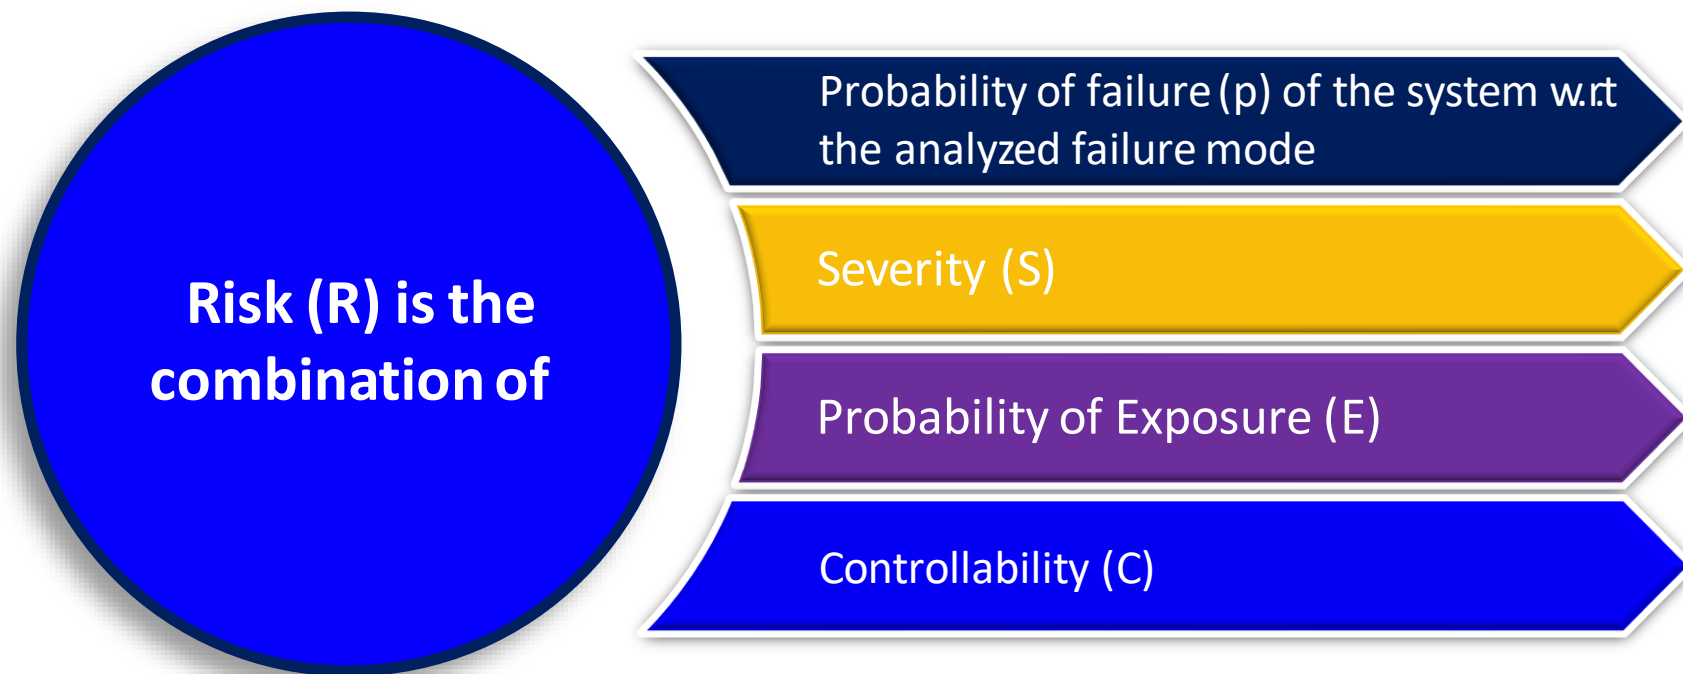 Risk (R) is the
combination of
Probability of failure (p) of the system w.r.t
the analyzed failure mode
Severity (S)
Probability of Exposure (E)
Controllability (C)